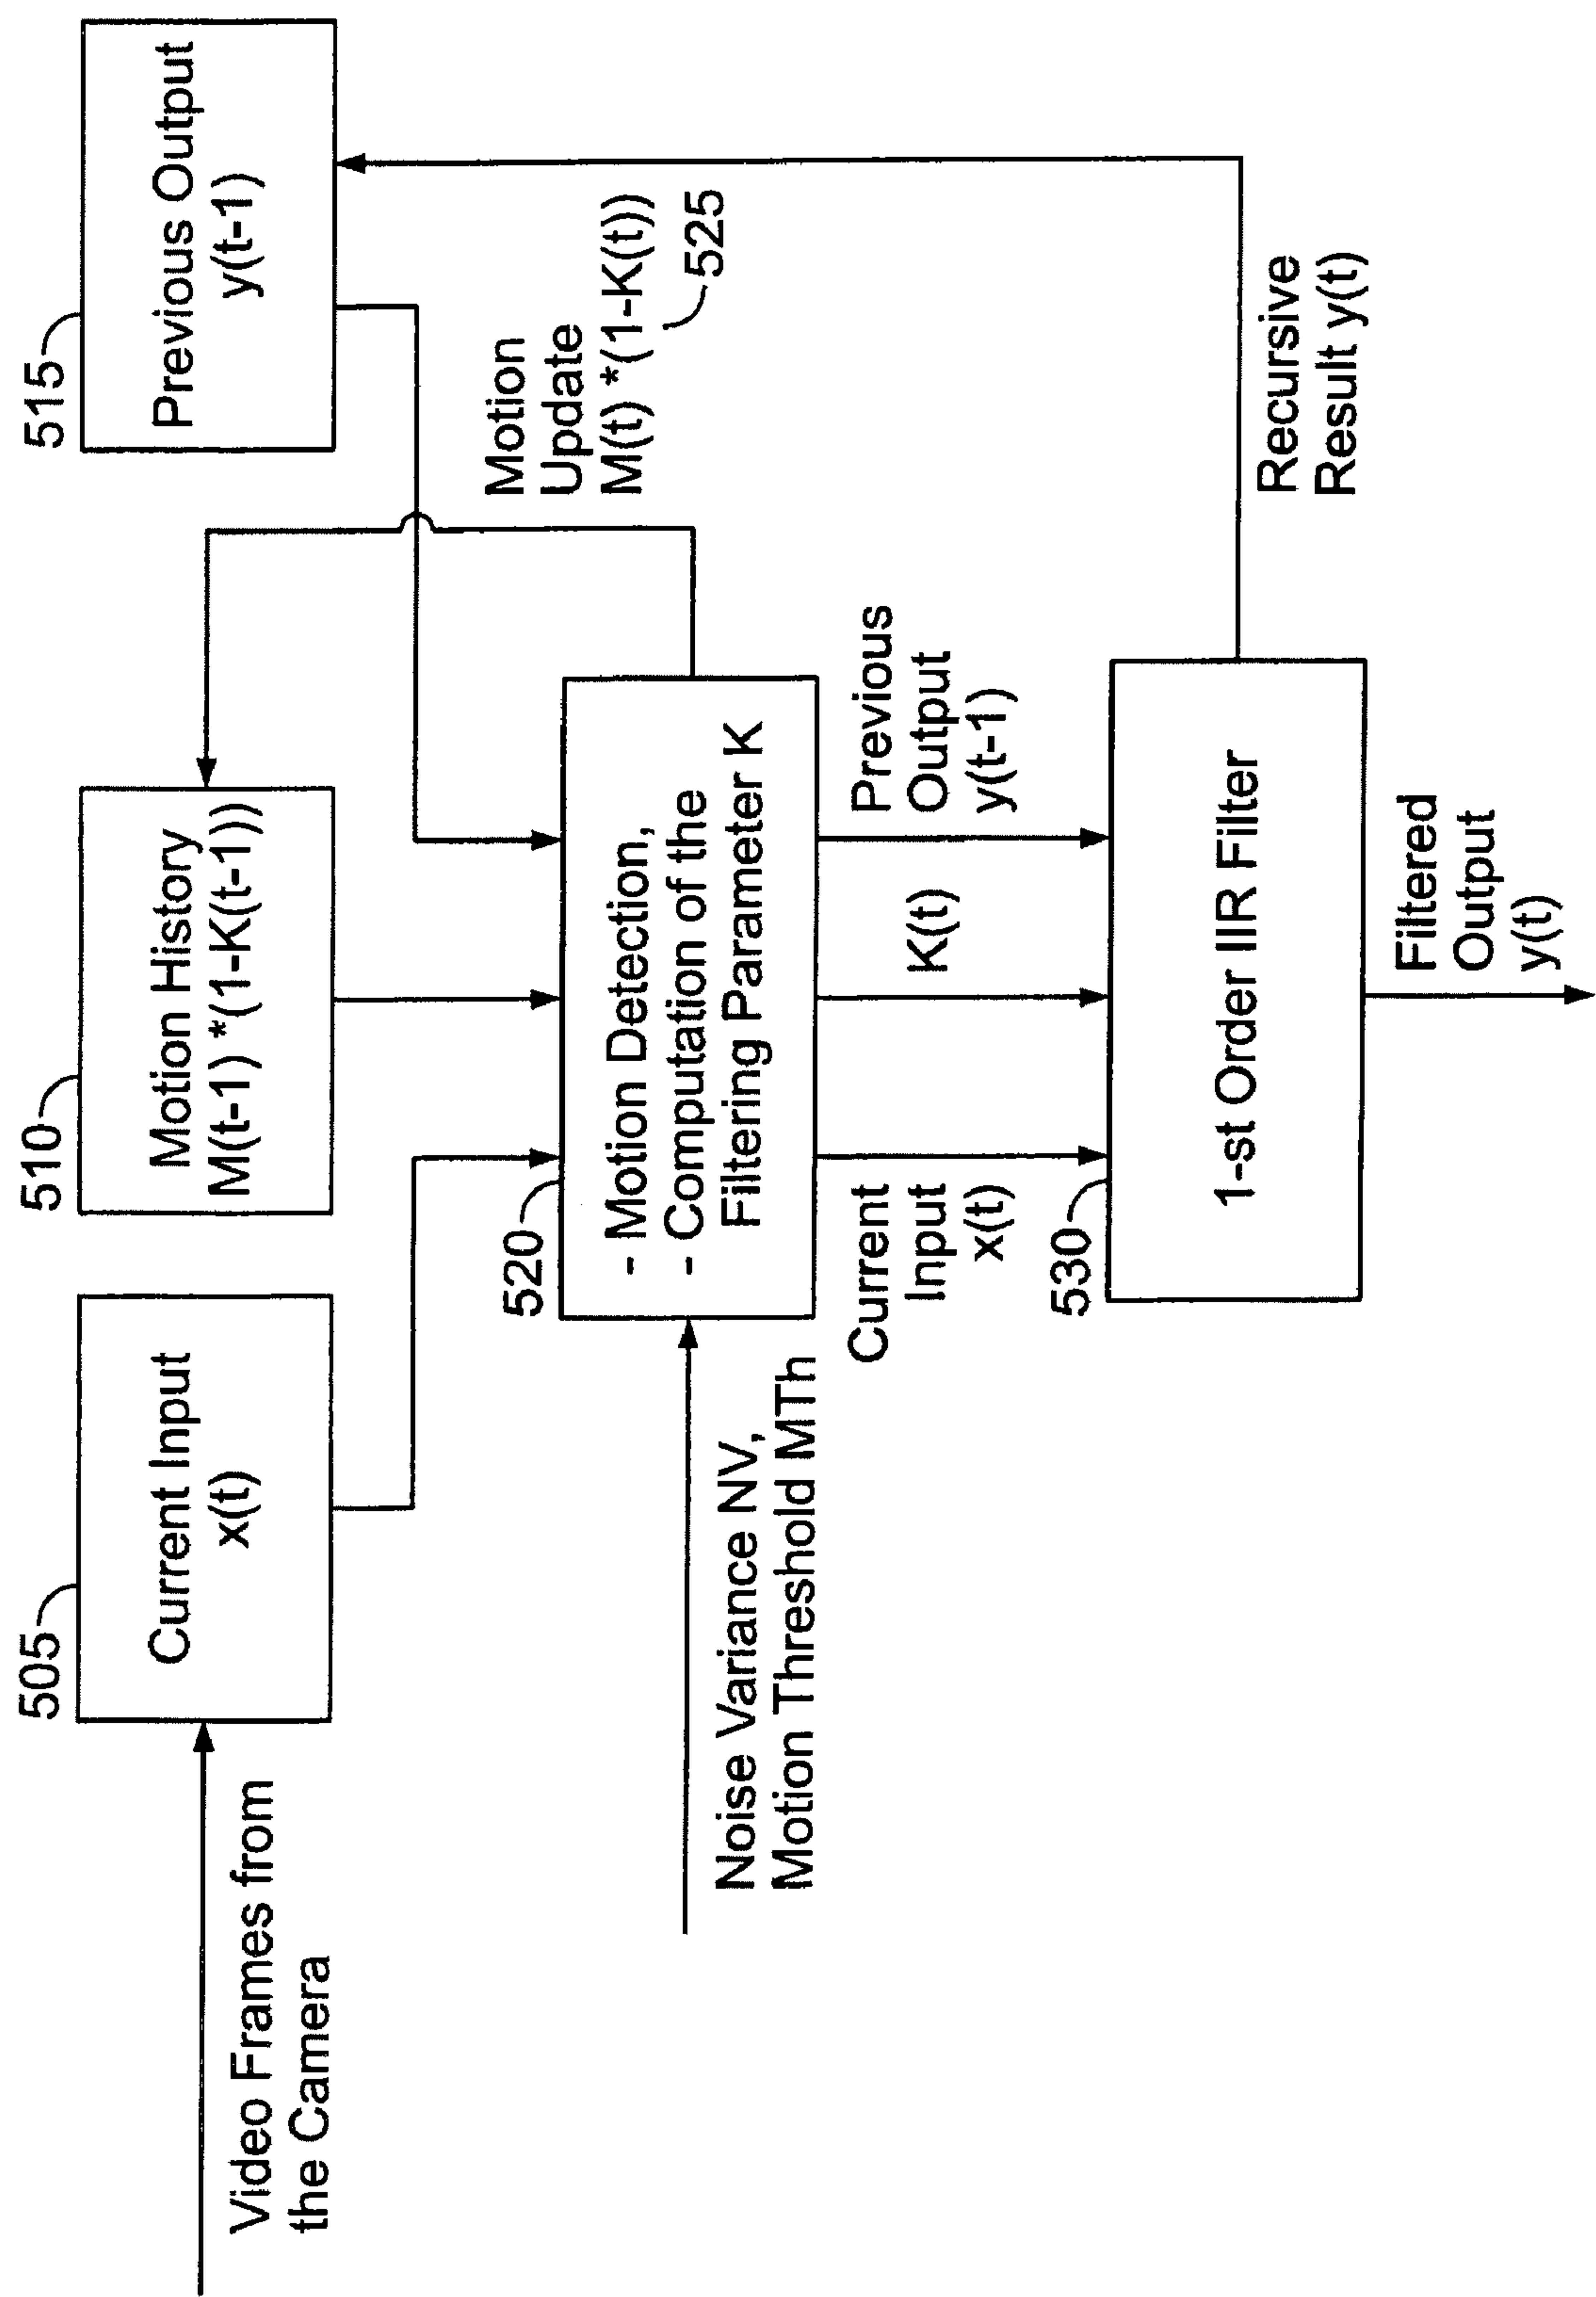 505
Current Input
x(t)
510
Motion History
M(t-1) *(1-K(t-1))
515
Previous Output
y(t-1)
Video Frames from
the Camera
Motion
Update
M(t) *(1-K(t))
525
520
- Motion Detection,
- Computation of the
Filtering Parameter K
Noise Variance NV,
Motion Threshold MTh
Current
Input
x(t)
K(t)
Previous
Output
y(t-1)
530
1-st Order IIR Filter
Recursive
Result y(t)
Filtered
Output
y(t)